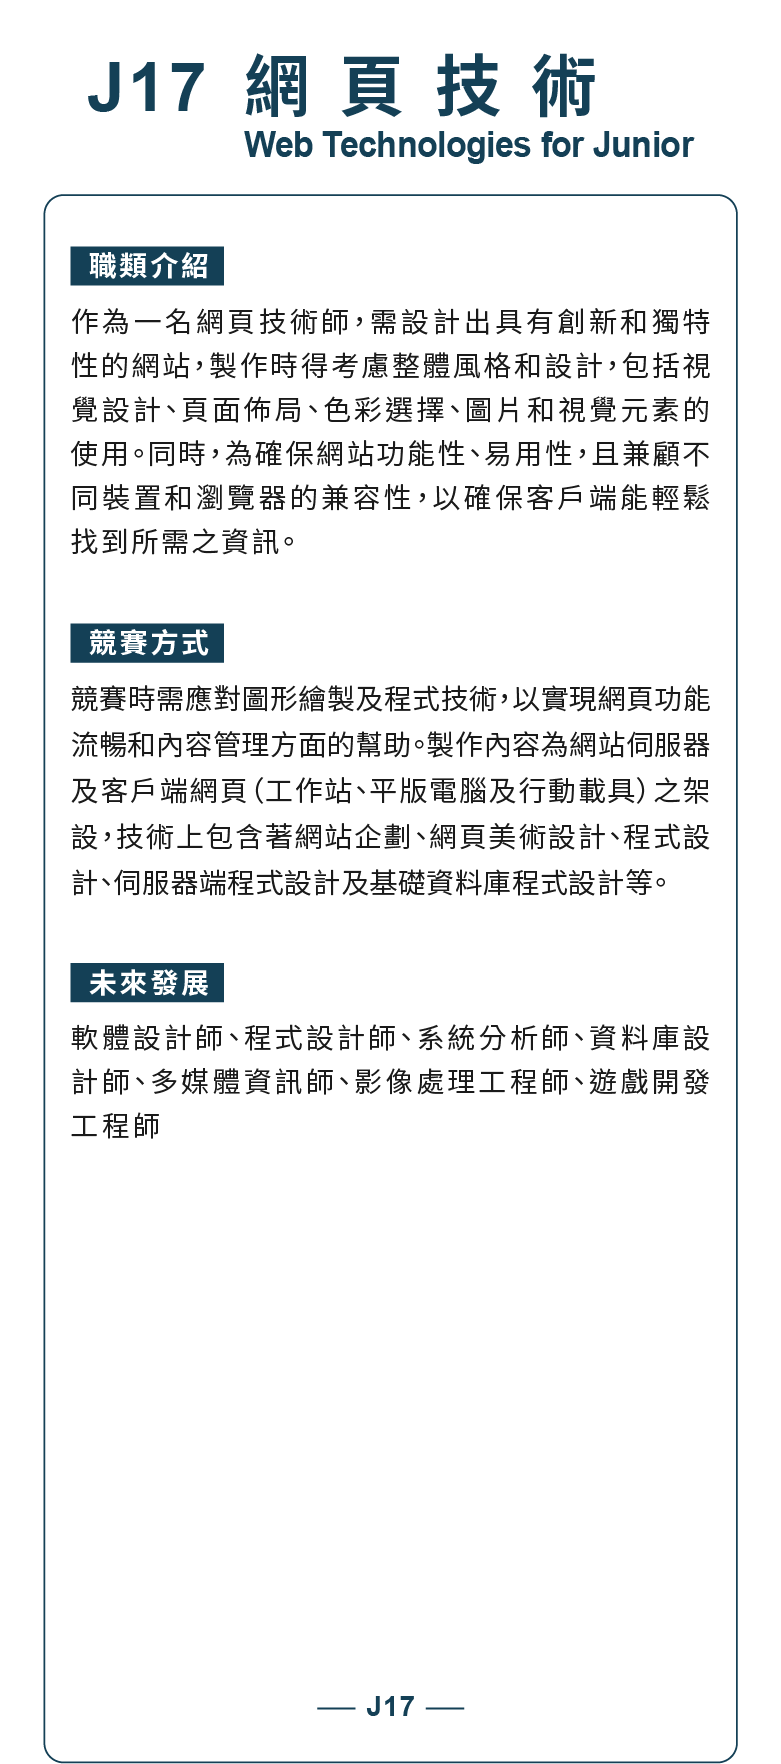 J17 網頁技術
Web Technologies for Junior
職類介紹
作為一名網頁技術師，需設計出具有創新和獨特
性的網站，製作時得考慮整體風格和設計，包括視
覺設計、頁面佈局、色彩選擇、圖片和視覺元素的
使用。同時，為確保網站功能性、易用性，且兼顧不
同裝置和瀏覽器的兼容性，以確保客戶端能輕鬆
找到所需之資訊。
競賽方式
競賽時需應對圖形繪製及程式技術，以實現網頁功能
流暢和內容管理方面的幫助。製作內容為網站伺服器
及客戶端網頁（工作站、平版電腦及行動載具）之架
設，技術上包含著網站企劃、網頁美術設計、程式設
計、伺服器端程式設計及基礎資料庫程式設計等。
未來發展
軟體設計師、程式設計師、系統分析師、資料庫設
計師、多媒體資訊師、影像處理工程師、遊戲開發
工程師
J17